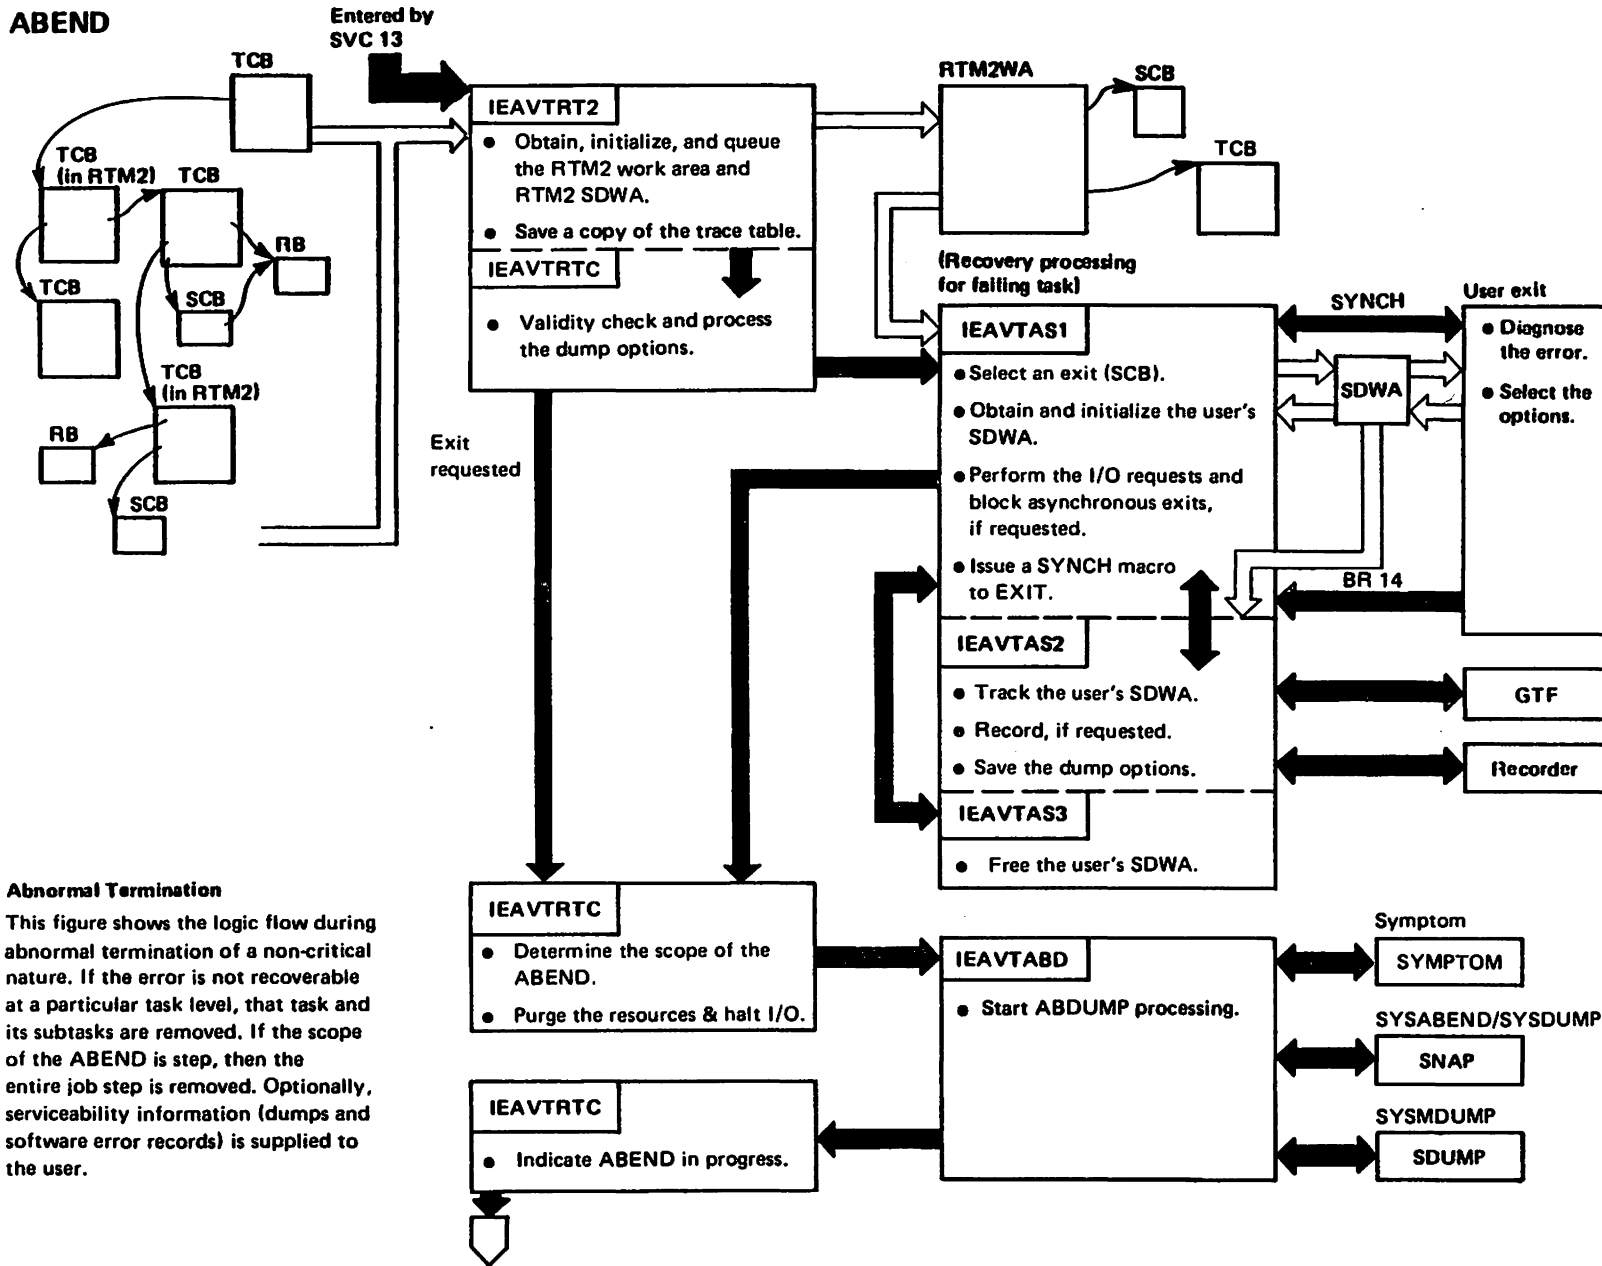 ABEND
Entered by
SVC 13
TCB
TCB
(in RTM2)
TCB
RB
TCB
SCB
TCB
(in RTM2)
RB
SCB
IEAVTRT2
• Obtain, initialize, and queue
the RTM2 work area and
RTM2 SDWA.
• Save a copy of the trace table.
IEAVTRTC
• Validity check and process
the dump options.
RTM2WA
SCB
TCB
(Recovery processing
for failing task)
IEAVTAS1
• Select an exit (SCB).
• Obtain and initialize the user's
SDWA.
• Perform the I/O requests and
block asynchronous exits,
if requested.
• Issue a SYNCH macro
to EXIT.
IEAVTAS2
• Track the user's SDWA.
• Record, if requested.
• Save the dump options.
IEAVTAS3
• Free the user's SDWA.
SYNCH
SDWA
BR 14
User exit
• Diagnose
the error.
• Select the
options.
GTF
Recorder
Exit
requested
IEAVTRTC
• Determine the scope of the
ABEND.
• Purge the resources & halt I/O.
IEAVTABD
• Start ABDUMP processing.
Symptom
SYMPTOM
SYSABEND/SYSDUMP
SNAP
SYSMDUMP
SDUMP
IEAVTRTC
• Indicate ABEND in progress.
Abnormal Termination
This figure shows the logic flow during
abnormal termination of a non-critical
nature. If the error is not recoverable
at a particular task level, that task and
its subtasks are removed. If the scope
of the ABEND is step, then the
entire job step is removed. Optionally,
serviceability information (dumps and
software error records) is supplied to
the user.